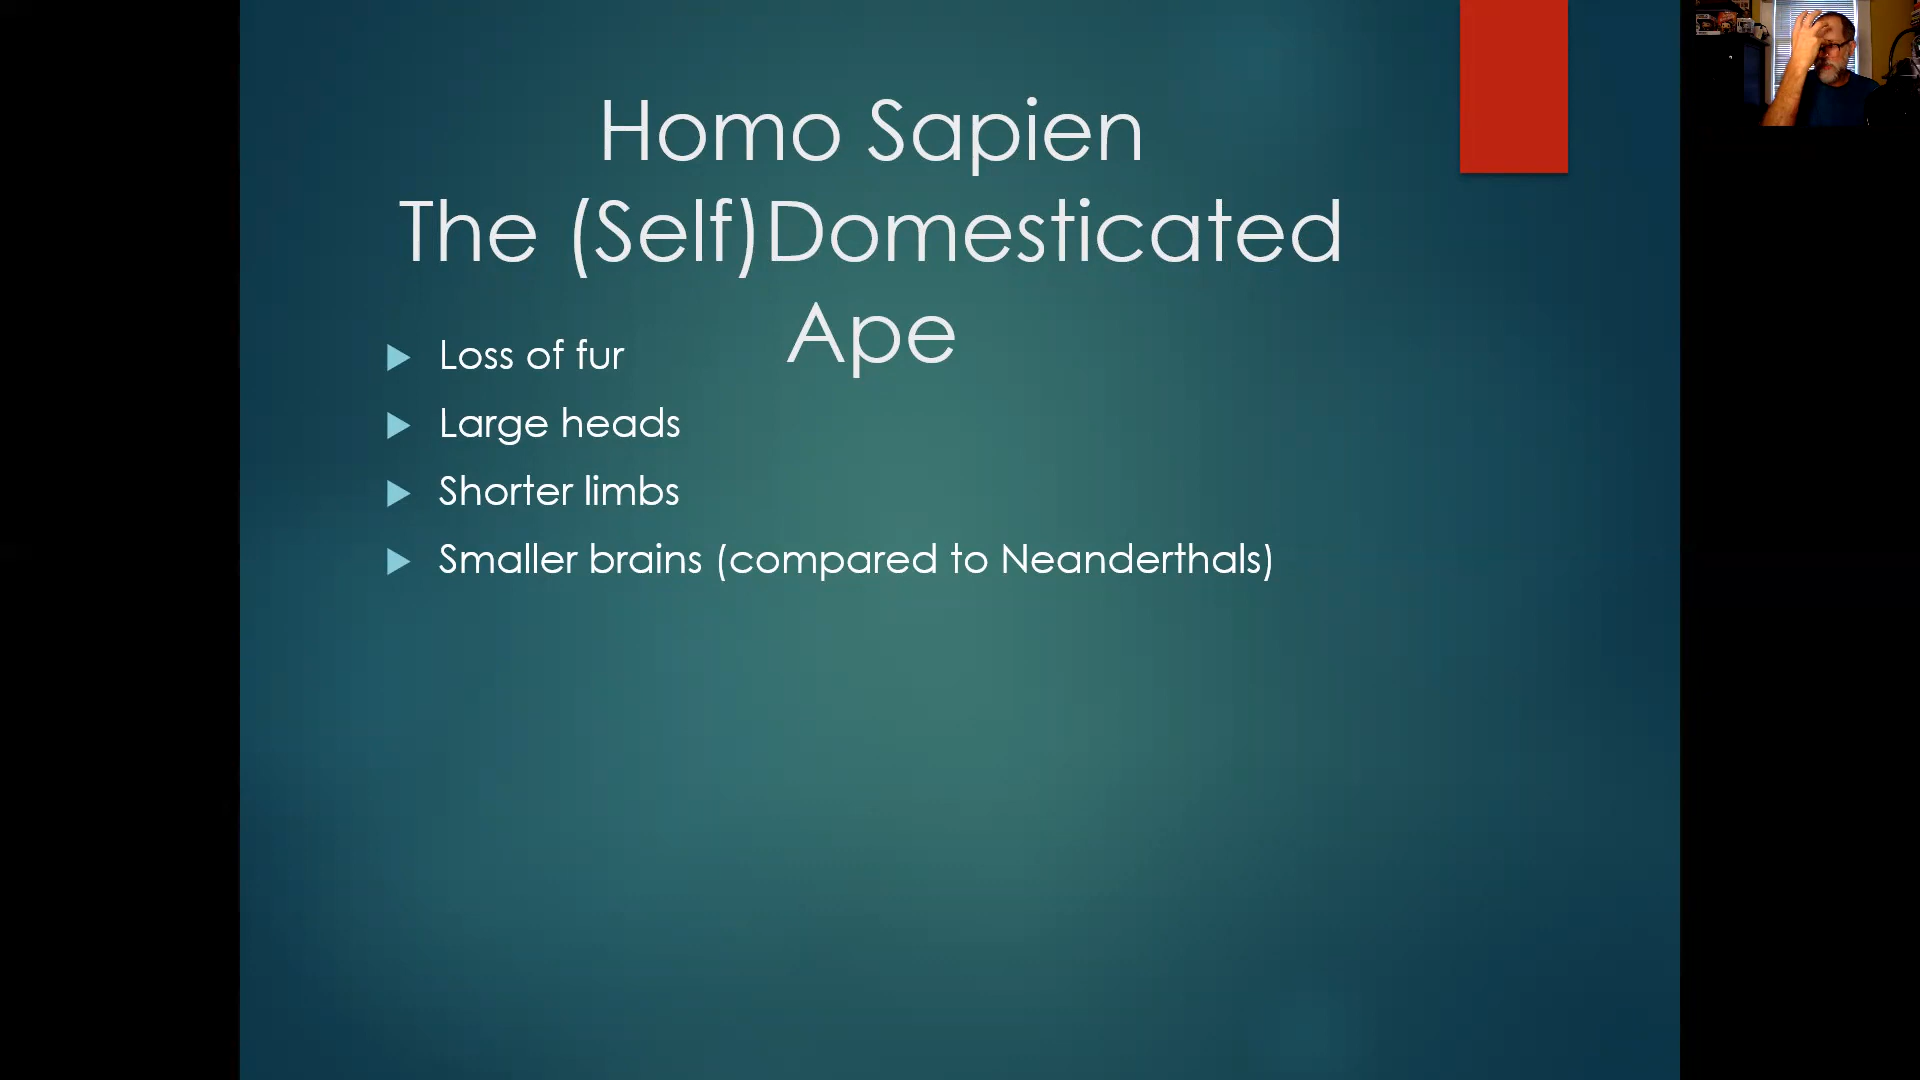 Homo Sapien
The (Self)Domesticated
Ape
Loss of fur
Large heads
Shorter limbs
Smaller brains (compared to Neanderthals)